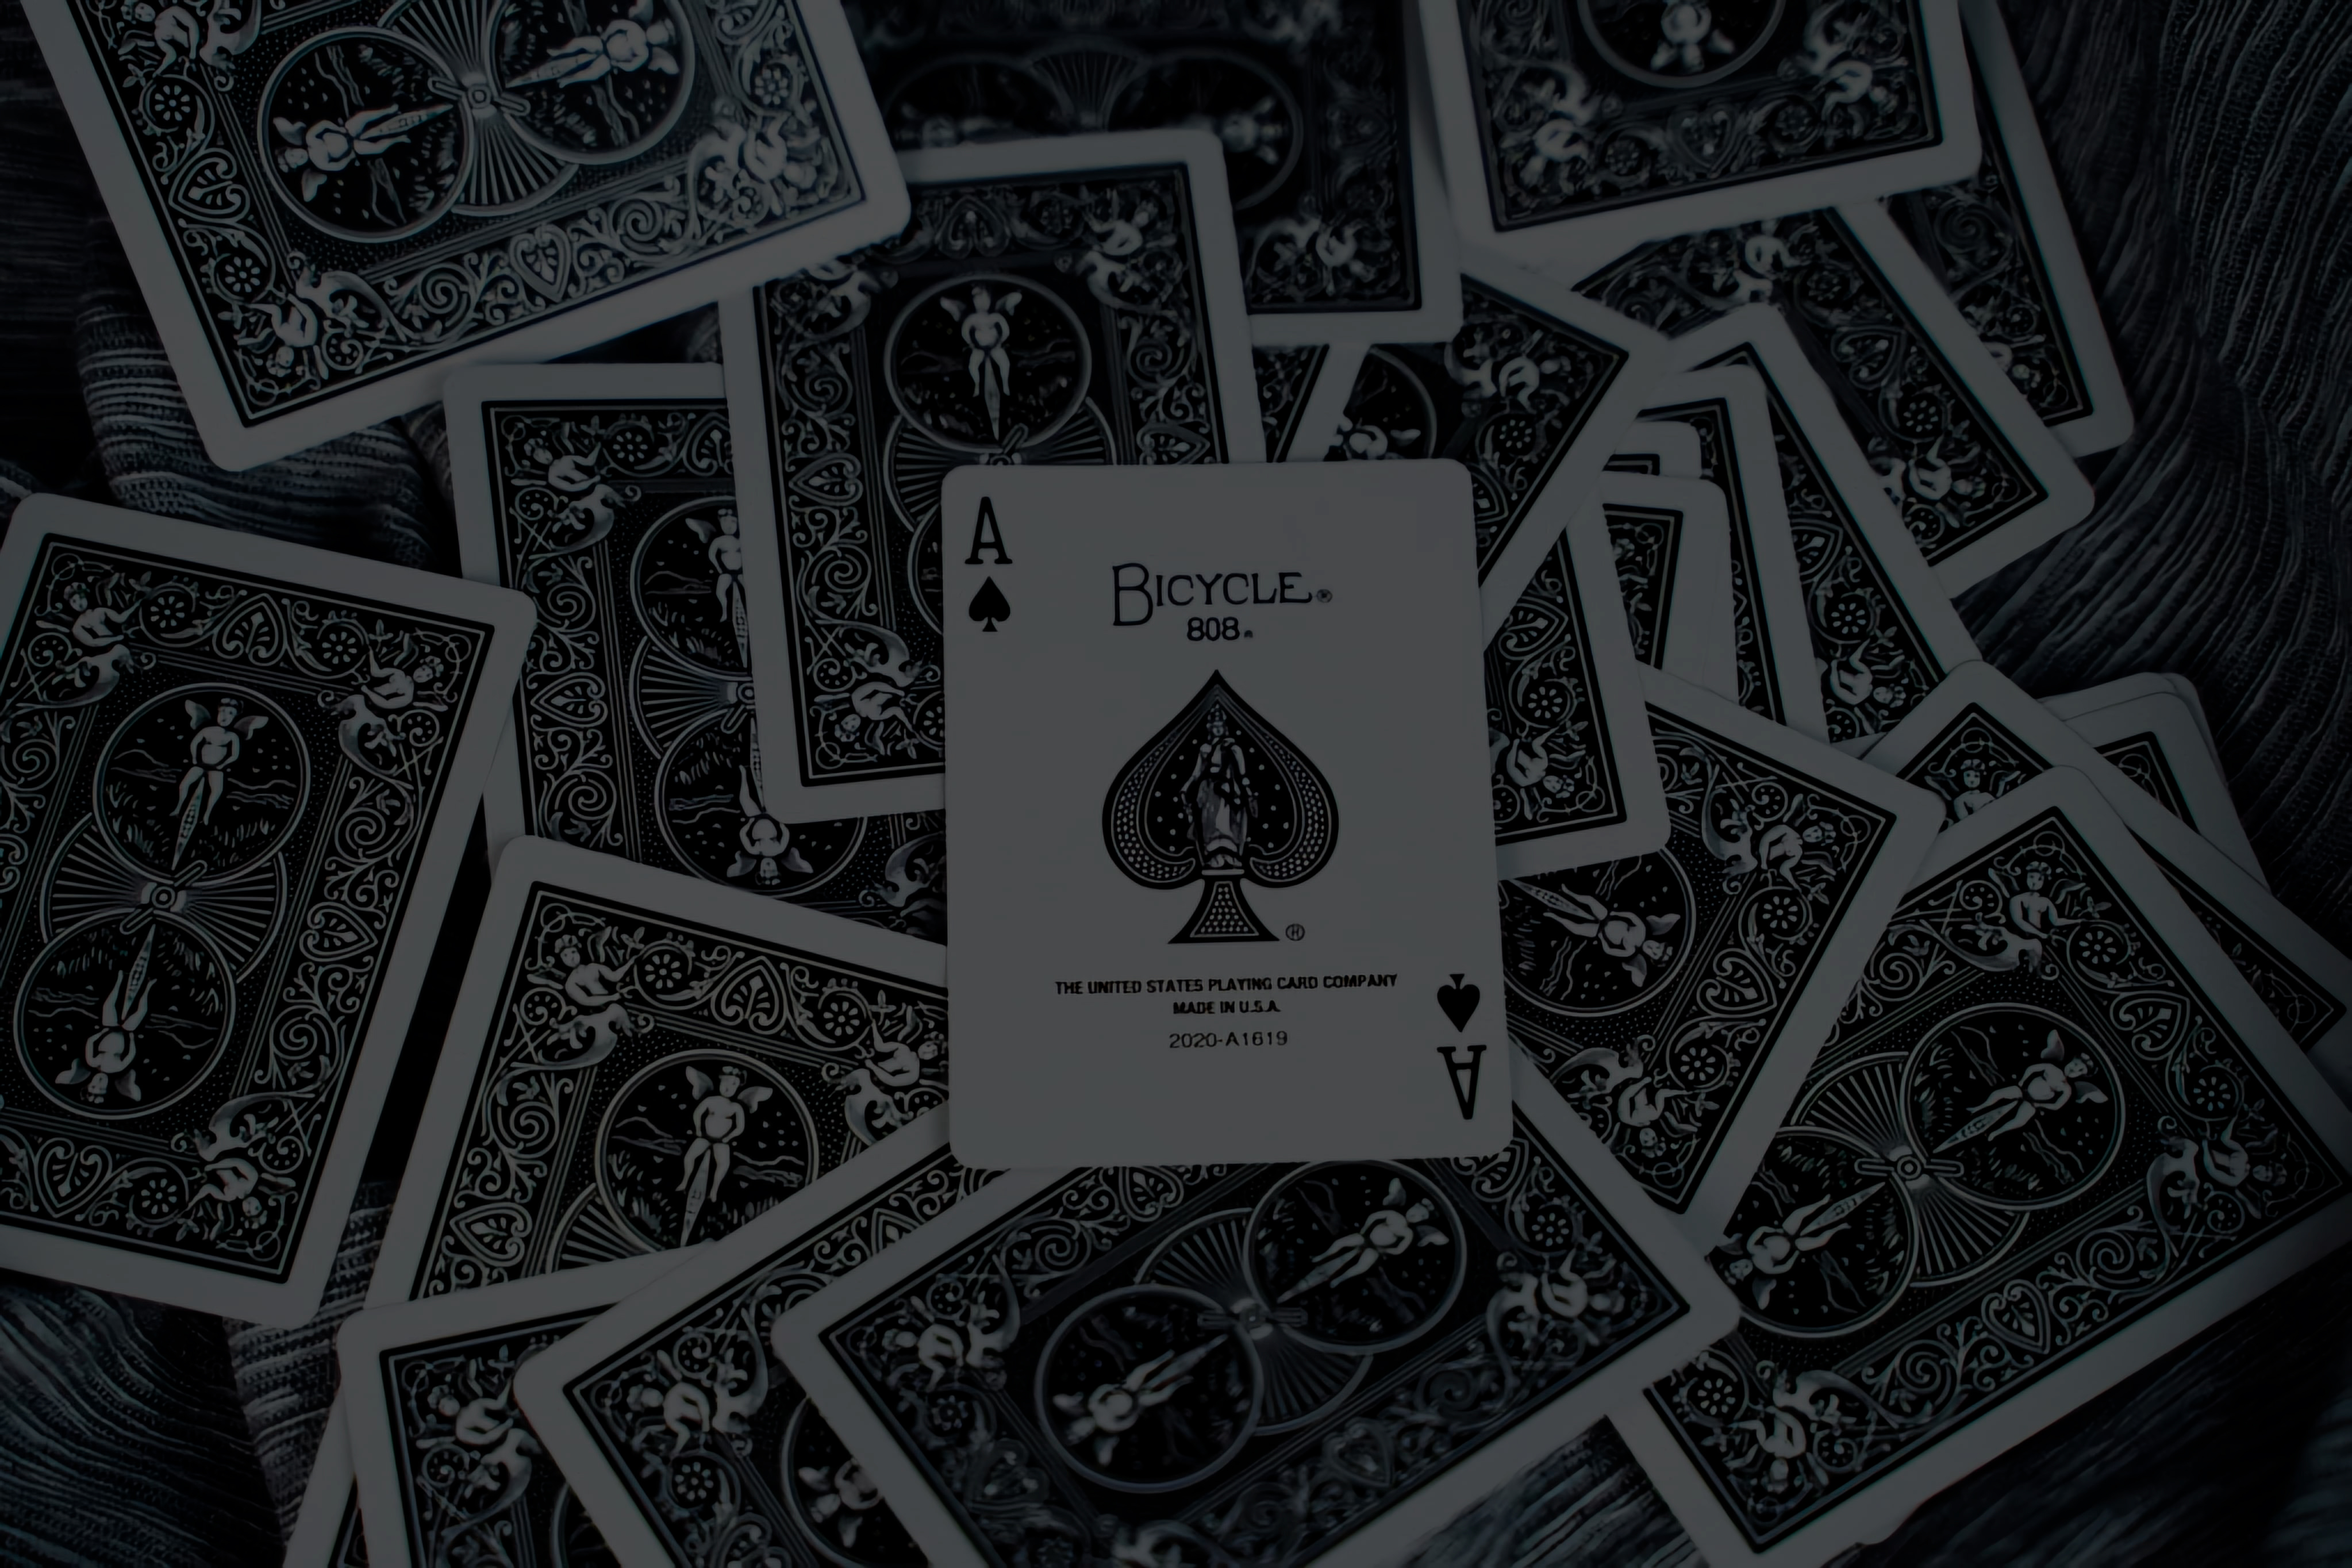 A
BICYCLE®
808®
®
THE UNITED STATES PLAYING CARD COMPANY
MADE IN U.S.A.
2020-A1619
A